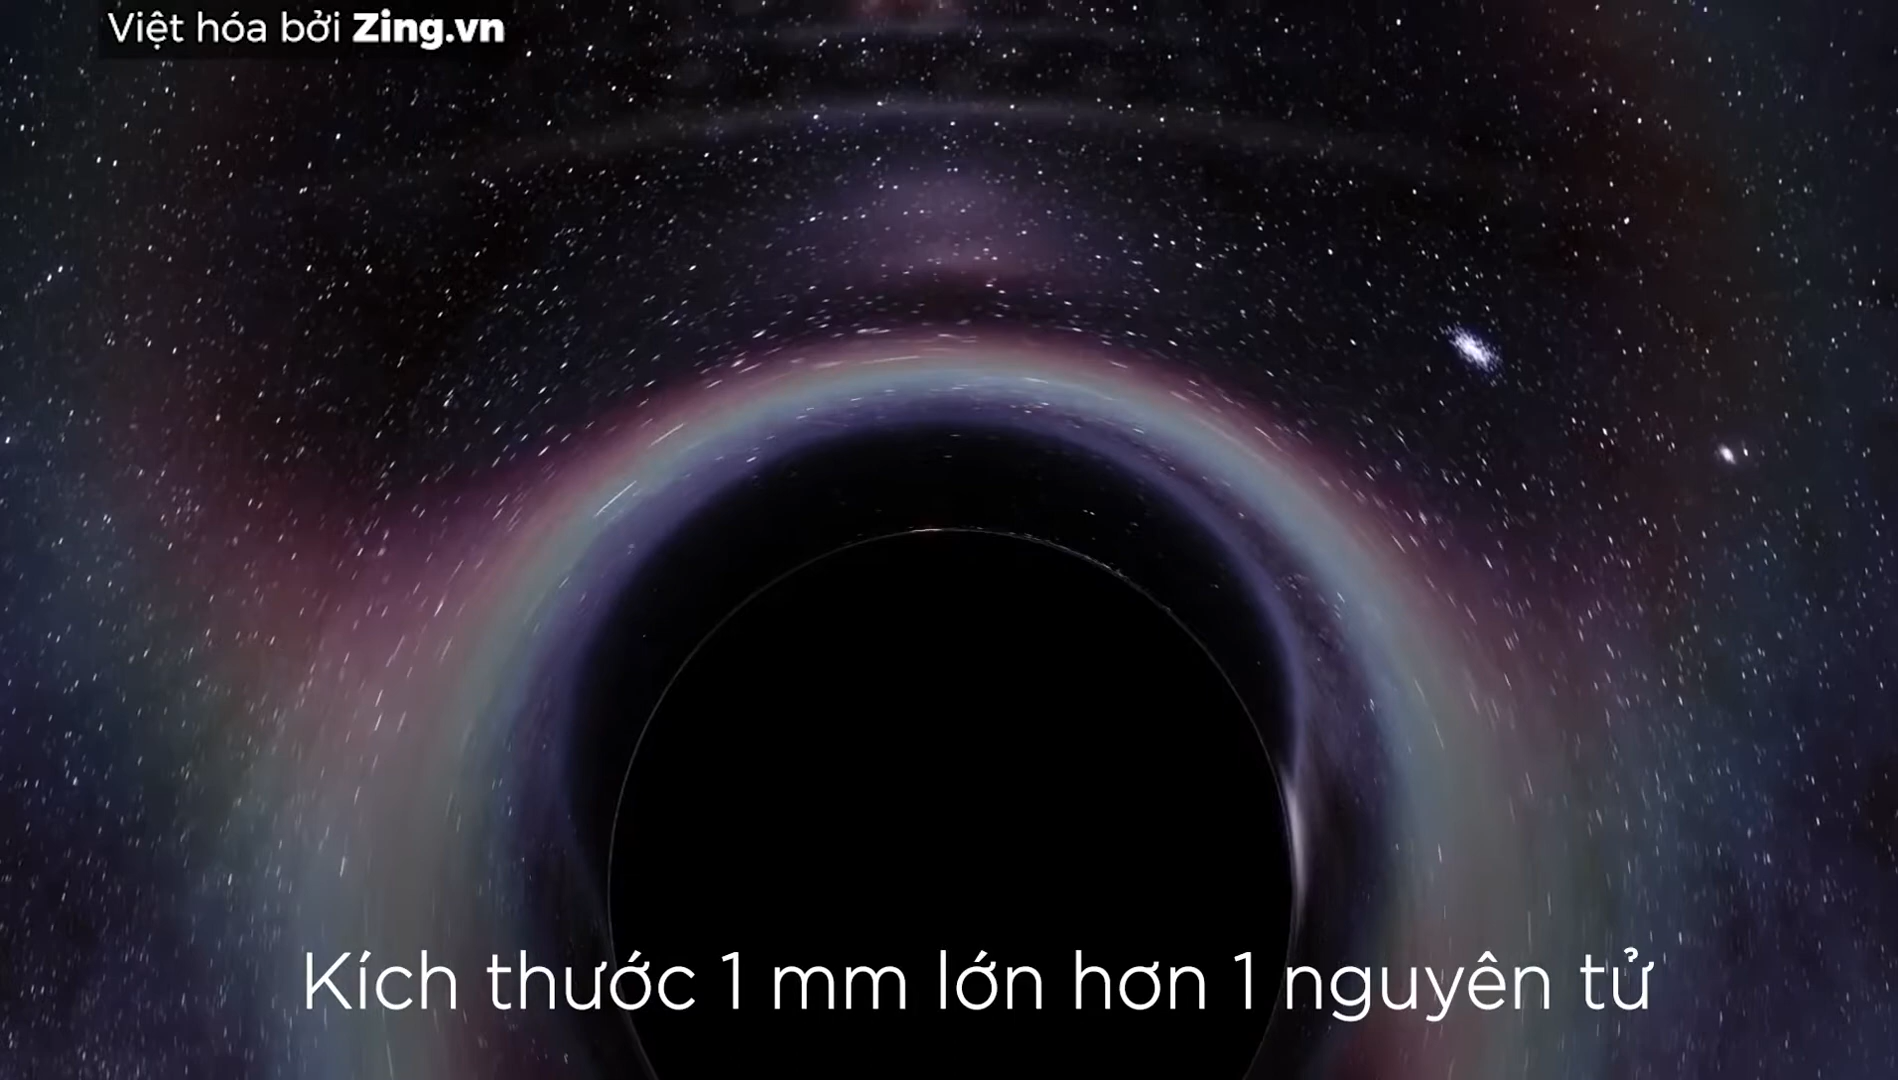 Việt hóa bởi Zing.vn
Kích thước 1 mm lớn hơn 1 nguyên tử